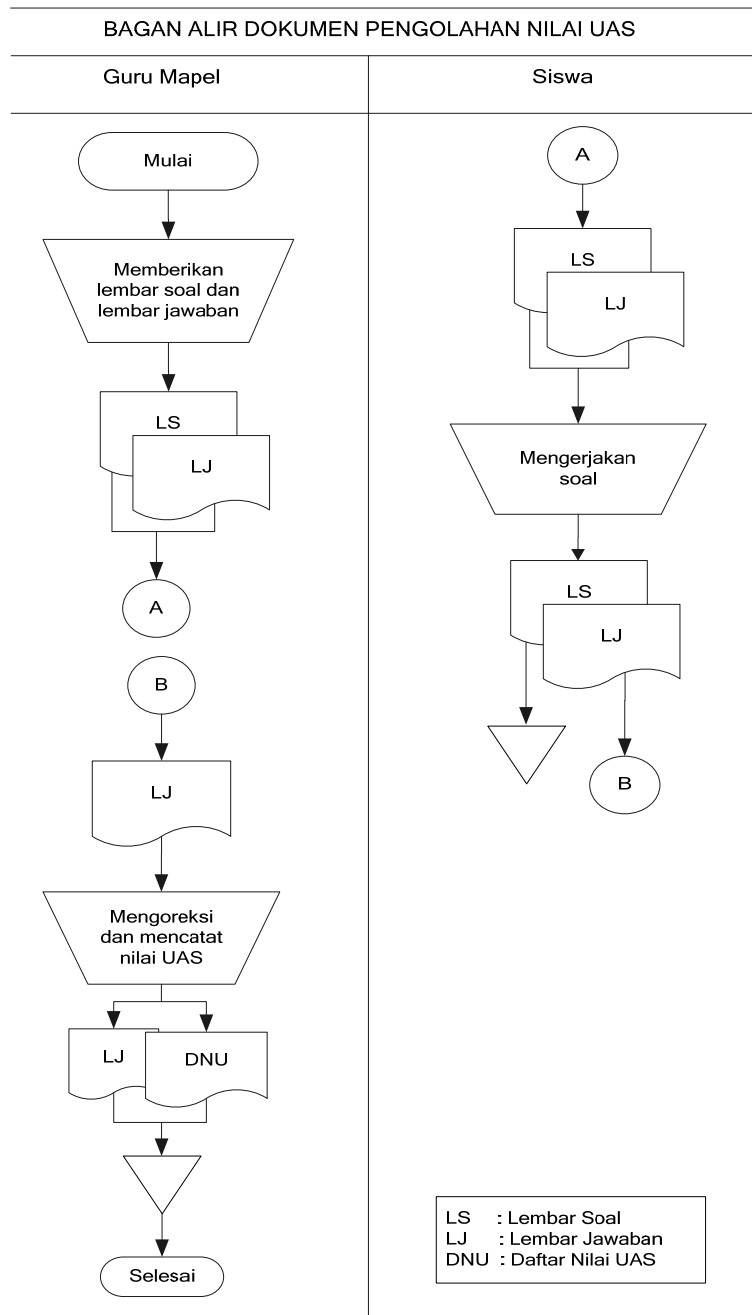 BAGAN ALIR DOKUMEN PENGOLAHAN NILAI UAS
Guru Mapel
Siswa
Mulai
Memberikan
lembar soal dan
lembar jawaban
LS
LJ
A
B
LJ
Mengoreksi
dan mencatat
nilai UAS
LJ
DNU
Selesai
A
LS
LJ
Mengerjakan
soal
LS
LJ
B
LS : Lembar Soal
LJ : Lembar Jawaban
DNU : Daftar Nilai UAS